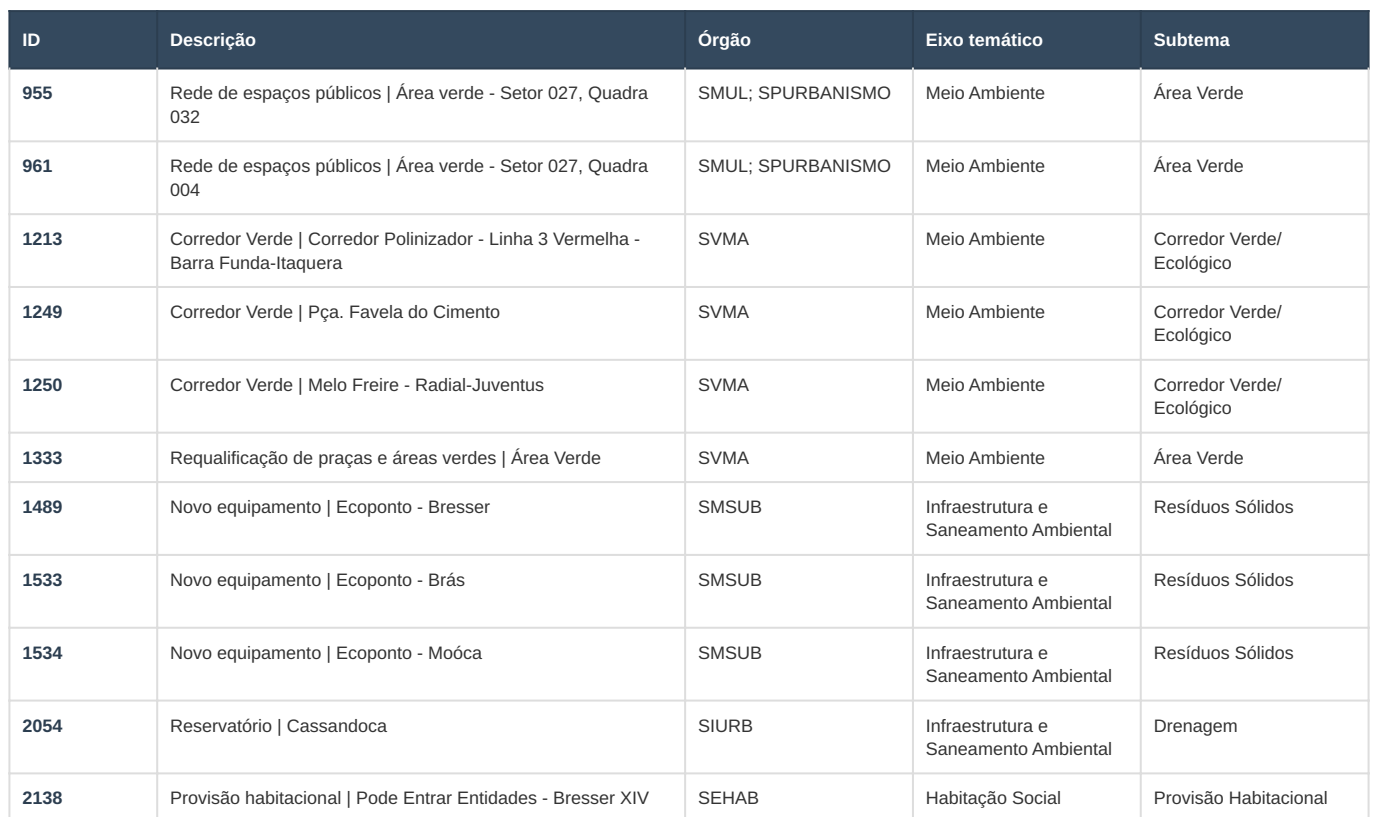 ID Descrição Órgão Eixo temático Subtema
955 Rede de espaços públicos | Área verde - Setor 027, Quadra SMUL; SPURBANISMO Meio Ambiente Área Verde
032
961 Rede de espaços públicos | Área verde - Setor 027, Quadra SMUL; SPURBANISMO Meio Ambiente Área Verde
004
1213 Corredor Verde | Corredor Polinizador - Linha 3 Vermelha - SVMA Meio Ambiente Corredor Verde/
Barra Funda-Itaquera Ecológico
1249 Corredor Verde | Pça. Favela do Cimento SVMA Meio Ambiente Corredor Verde/
Ecológico
1250 Corredor Verde | Melo Freire - Radial-Juventus SVMA Meio Ambiente Corredor Verde/
Ecológico
1333 Requalificação de praças e áreas verdes | Área Verde SVMA Meio Ambiente Área Verde
1489 Novo equipamento | Ecoponto - Bresser SMSUB Infraestrutura e Resíduos Sólidos
Saneamento Ambiental
1533 Novo equipamento | Ecoponto - Brás SMSUB Infraestrutura e Resíduos Sólidos
Saneamento Ambiental
1534 Novo equipamento | Ecoponto - Moóca SMSUB Infraestrutura e Resíduos Sólidos
Saneamento Ambiental
2054 Reservatório | Cassandoca SIURB Infraestrutura e Drenagem
Saneamento Ambiental
2138 Provisão habitacional | Pode Entrar Entidades - Bresser XIV SEHAB Habitação Social Provisão Habitacional